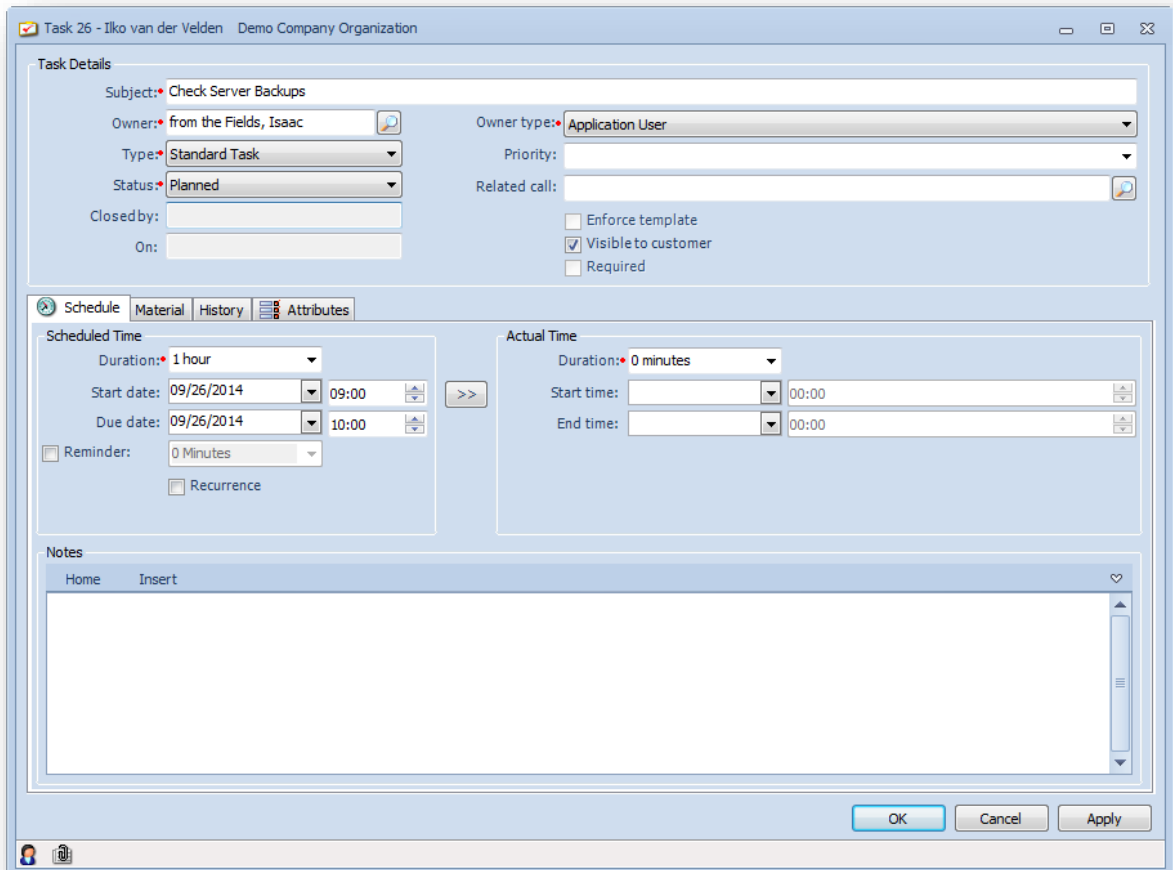 Task 26 - Ilko van der Velden Demo Company Organization
Task Details
Subject: Check Server Backups
Owner: from the Fields, Isaac Owner type: Application User
Type: Standard Task Priority:
Status: Planned Related call:
Closed by: Enforce template
On: Visible to customer
Required
Schedule Material History Attributes
Scheduled Time Actual Time
Duration: 1 hour Duration: 0 minutes
Start date: 09/26/2014 09:00 >> Start time: 00:00
Due date: 09/26/2014 10:00 End time: 00:00
Reminder: 0 Minutes
Recurrence
Notes
Home Insert
OK Cancel Apply